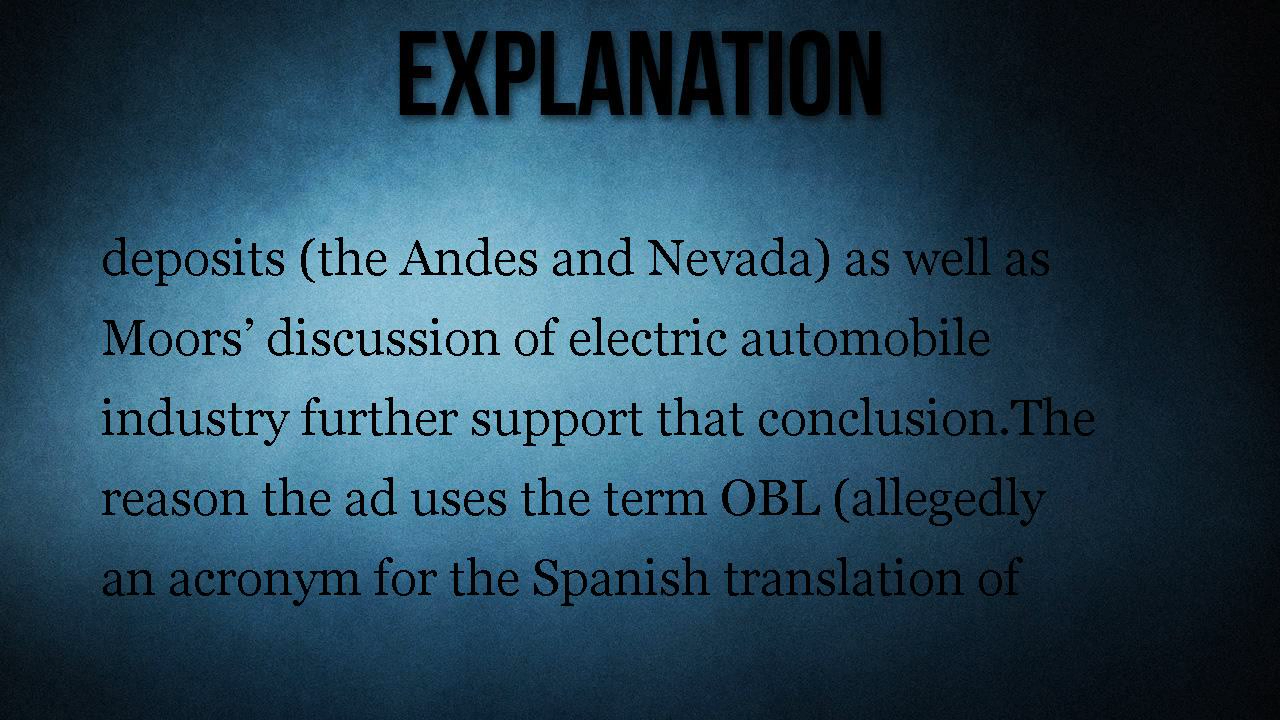 EXPLANATION
deposits (the Andes and Nevada) as well as
Moors’ discussion of electric automobile
industry further support that conclusion.The
reason the ad uses the term OBL (allegedly
an acronym for the Spanish translation of